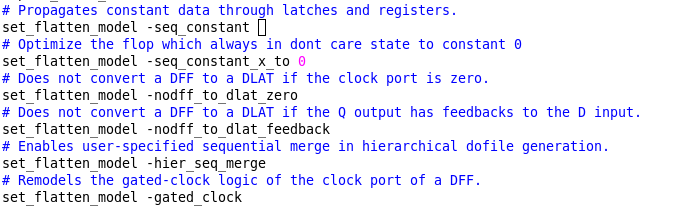 # Propagates constant data through latches and registers.
set_flatten_model -seq_constant
# Optimize the flop which always in dont care state to constant 0
set_flatten_model -seq_constant_x_to 0
# Does not convert a DFF to a DLAT if the clock port is zero.
set_flatten_model -nodff_to_dlat_zero
# Does not convert a DFF to a DLAT if the Q output has feedbacks to the D input.
set_flatten_model -nodff_to_dlat_feedback
# Enables user-specified sequential merge in hierarchical dofile generation.
set_flatten_model -hier_seq_merge
# Remodels the gated-clock logic of the clock port of a DFF.
set_flatten_model -gated_clock